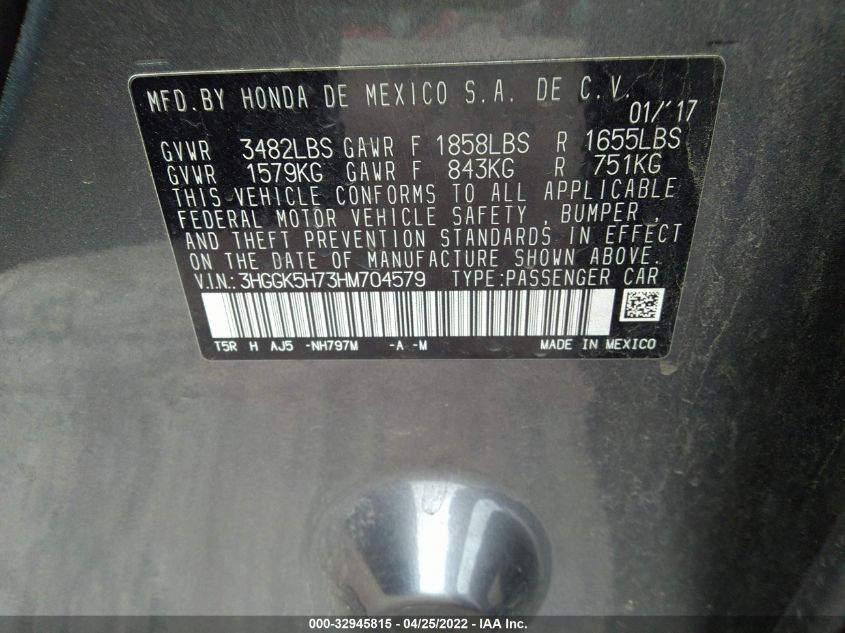 MFD. BY HONDA DE MEXICO S.A. DE C.V.
01/'17
GVWR 3482LBS GAWR F 1858LBS R 1655LBS
GVWR 1579KG GAWR F 843KG R 751KG
THIS VEHICLE CONFORMS TO ALL APPLICABLE
FEDERAL MOTOR VEHICLE SAFETY , BUMPER ,
AND THEFT PREVENTION STANDARDS IN EFFECT
ON THE DATE OF MANUFACTURE SHOWN ABOVE.
V.I.N.: 3HGGK5H73HM704579 TYPE:PASSENGER CAR
T5R H AJ5 -NH797M -A -M MADE IN MEXICO
000-32945815 - 04/25/2022 - IAA Inc.